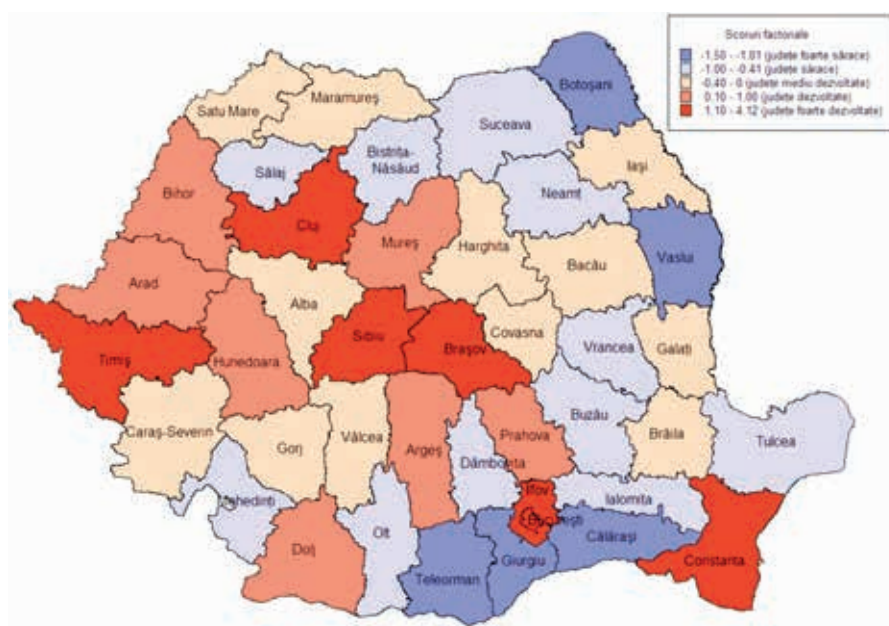 Scoruri factoriale
-1.50 - -1.01 (județe foarte sărace)
-1.00 - -0.41 (județe sărace)
-0.40 - 0 (județe mediu dezvoltate)
0.10 - 1.00 (județe dezvoltate)
1.10 - 4.12 (județe foarte dezvoltate)
Botoșani
Satu Mare
Maramureș
Suceava
Iași
Sălaj
Bistrița-
Năsăud
Neamț
Bihor
Cluj
Mureș
Harghita
Bacău
Vaslui
Arad
Alba
Timiș
Hunedoara
Sibiu
Brașov
Covasna
Vrancea
Galați
Caraș-Severin
Gorj
Vâlcea
Argeș
Prahova
Dâmbovița
Buzău
Brăila
Tulcea
Mehedinți
Ilfov
București
Ialomița
Dolj
Olt
Teleorman
Giurgiu
Călărași
Constanța